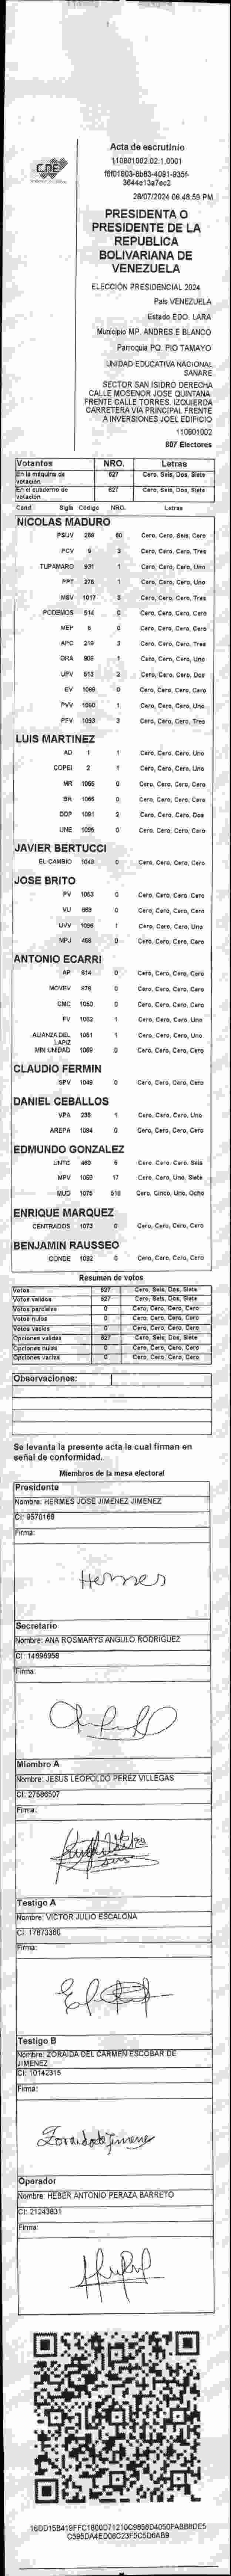 CNE
Acta de escrutinio
110801002.02.1.0001
28/07/2024 06:48:59 PM
PRESIDENTA O
PRESIDENTE DE LA
REPUBLICA
BOLIVARIANA DE
VENEZUELA
ELECCIÓN PRESIDENCIAL 2024
País VENEZUELA
Estado EDO. LARA
Municipio MP. ANDRES E BLANCO
Parroquia PQ. PIO TAMAYO
UNIDAD EDUCATIVA NACIONAL
SANARE
SECTOR SAN ISIDRO DERECHA
CALLE MOSENOR JOSE QUINTANA.
FRENTE CALLE TORRES. IZQUIERDA
CARRETERA VIA PRINCIPAL FRENTE
A INVERSIONES JOEL EDIFICIO
110801002
807 Electores
Votantes NRO. Letras
En la máquina de votación 627 Cero, Seis, Dos, Siete
En el cuaderno de votación 627 Cero, Seis, Dos, Siete
Cand. Sigla Código NRO. Letras
NICOLAS MADURO
PSUV 269 60 Cero, Cero, Seis, Cero
PCV 3 Cero, Cero, Cero, Tres
TUPAMARO 931 1 Cero, Cero, Cero, Uno
PPT 276 1 Cero, Cero, Cero, Uno
MSV 1017 3 Cero, Cero, Cero, Tres
PODEMOS 514 0 Cero, Cero, Cero, Cero
MEP 0 Cero, Cero, Cero, Cero
APC 219 3 Cero, Cero, Cero, Tres
ORA 906 1 Cero, Cero, Cero, Uno
UPV 513 2 Cero, Cero, Cero, Dos
EV 1098 0 Cero, Cero, Cero, Cero
PVV 1050 1 Cero, Cero, Cero, Uno
PFV 1093 3 Cero, Cero, Cero, Tres
LUIS MARTINEZ
AD 1 1 Cero, Cero, Cero, Uno
COPEI 2 1 Cero, Cero, Cero, Uno
MR 1065 0 Cero, Cero, Cero, Cero
BR 1066 0 Cero, Cero, Cero, Cero
DDP 1091 2 Cero, Cero, Cero, Dos
UNE 1095 0 Cero, Cero, Cero, Cero
JAVIER BERTUCCI
EL CAMBIO 1048 0 Cero, Cero, Cero, Cero
JOSE BRITO
PV 1053 0 Cero, Cero, Cero, Cero
VU 668 0 Cero, Cero, Cero, Cero
UVV 1096 1 Cero, Cero, Cero, Uno
MPJ 458 0 Cero, Cero, Cero, Cero
ANTONIO ECARRI
AP 614 0 Cero, Cero, Cero, Cero
MOVEV 876 0 Cero, Cero, Cero, Cero
CMC 1050 0 Cero, Cero, Cero, Cero
FV 1052 1 Cero, Cero, Cero, Uno
ALIANZA DEL LAPIZ 1051 1 Cero, Cero, Cero, Uno
MIN UNIDAD 1069 0 Cero, Cero, Cero, Cero
CLAUDIO FERMIN
SPV 1049 0 Cero, Cero, Cero, Cero
DANIEL CEBALLOS
VPA 238 1 Cero, Cero, Cero, Uno
AREPA 1094 0 Cero, Cero, Cero, Cero
EDMUNDO GONZALEZ
UNTC 460 6 Cero, Cero, Cero, Seis
MPV 1069 17 Cero, Cero, Uno, Siete
MUD 1075 518 Cero, Cinco, Uno, Ocho
ENRIQUE MARQUEZ
CENTRADOS 1073 0 Cero, Cero, Cero, Cero
BENJAMIN RAUSSEO
CONDE 1092 0 Cero, Cero, Cero, Cero
Resumen de votos
Votos 627 Cero, Seis, Dos, Siete
Votos validos 627 Cero, Seis, Dos, Siete
Votos parciales 0 Cero, Cero, Cero, Cero
Votos nulos 0 Cero, Cero, Cero, Cero
Votos vacios 0 Cero, Cero, Cero, Cero
Opciones validas 627 Cero, Seis, Dos, Siete
Opciones nulas 0 Cero, Cero, Cero, Cero
Opciones vacias 0 Cero, Cero, Cero, Cero
Observaciones:
Se levanta la presente acta la cual firman en
señal de conformidad.
Miembros de la mesa electoral
Presidente
Nombre: HERMES JOSE JIMENEZ JIMENEZ
CI: 9570168
Firma:
Hermes
Secretario
Nombre: ANA ROSMARYS ANGULO RODRIGUEZ
CI: 14696958
Firma:
Miembro A
Nombre: JESUS LEOPOLDO PEREZ VILLEGAS
CI: 27586507
Firma:
Testigo A
Nombre: VICTOR JULIO ESCALONA
CI: 17873360
Firma:
Testigo B
Nombre: ZORAIDA DEL CARMEN ESCOBAR DE
JIMENEZ
CI: 10142315
Firma:
Zoraida de Jimenez
Operador
Nombre: HEBER ANTONIO PERAZA BARRETO
CI: 21243831
Firma: